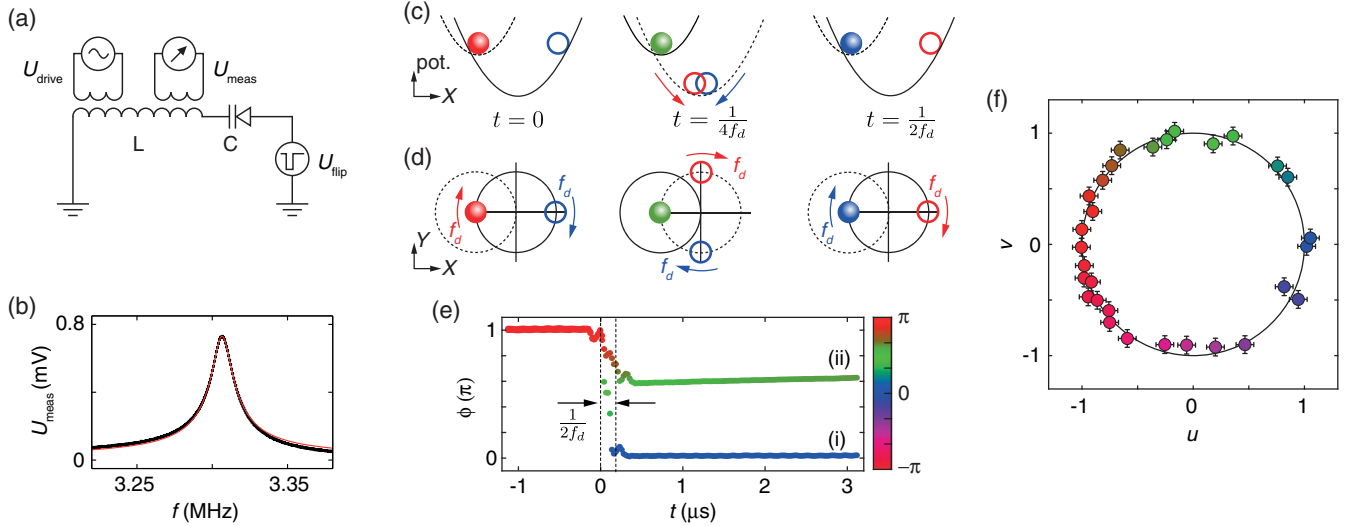 (a)
U_drive
U_meas
L
C
U_flip
(b)
U_meas (mV)
0.8
0
3.25
3.35
f (MHz)
(c)
pot.
X
t = 0
t = 1/(4f_d)
t = 1/(2f_d)
(d)
f_d
f_d
f_d
f_d
f_d
f_d
Y
X
(e)
ϕ (π)
1
0
1/(2f_d)
(ii)
(i)
-1
0
1
2
3
t (μs)
π
0
−π
(f)
v
1
0
-1
-1
0
1
u